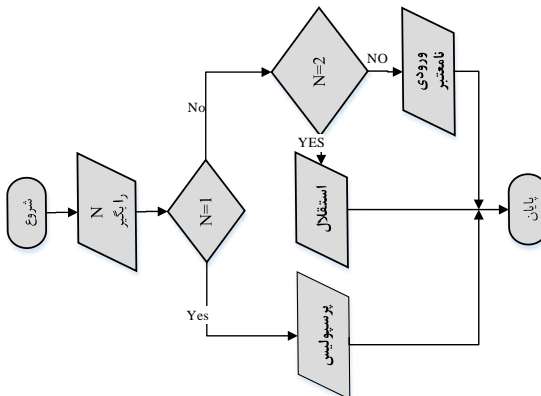 شروع
N
را بگیر
N=1
No
Yes
N=2
NO
YES
ورودی
نامعتبر
استقلال
پرسپولیس
پایان